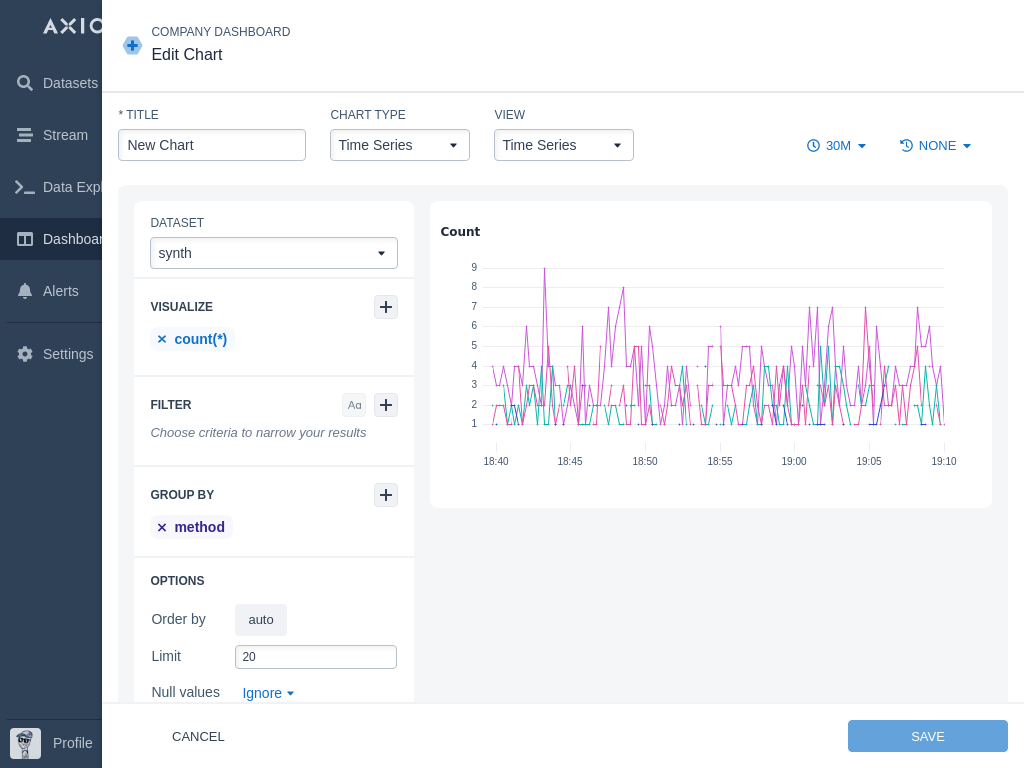 AXIO
Datasets
Stream
Data Expl
Dashboar
Alerts
Settings
Profile
COMPANY DASHBOARD
Edit Chart
* TITLE
CHART TYPE
VIEW
New Chart
Time Series
Time Series
30M
NONE
DATASET
synth
VISUALIZE
count(*)
FILTER
Aa
Choose criteria to narrow your results
GROUP BY
method
OPTIONS
Order by
auto
Limit
20
Null values
Ignore
Count
9
8
7
6
5
4
3
2
1
18:40
18:45
18:50
18:55
19:00
19:05
19:10
CANCEL
SAVE